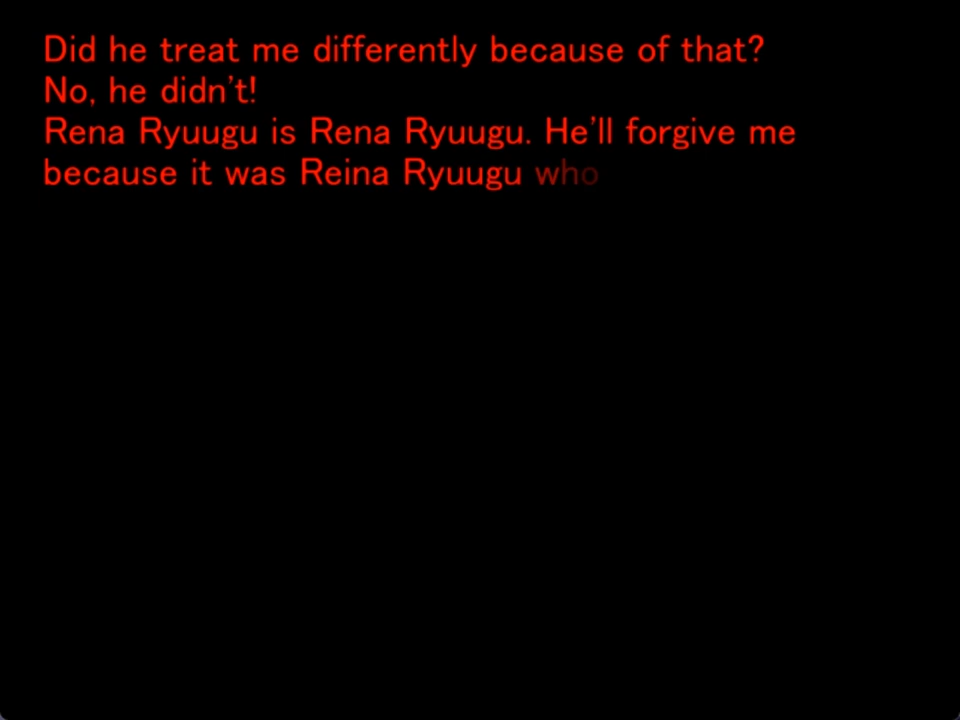 Did he treat me differently because of that?
No, he didn't!
Rena Ryuugu is Rena Ryuugu. He'll forgive me
because it was Reina Ryuugu who